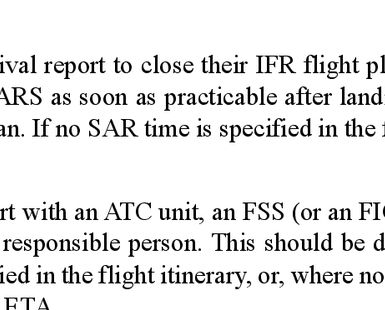 ival report to close their IFR flight pl
ARS as soon as practicable after land
an. If no SAR time is specified in the f
rt with an ATC unit, an FSS (or an FIC
responsible person. This should be d
ied in the flight itinerary, or, where no
ETA